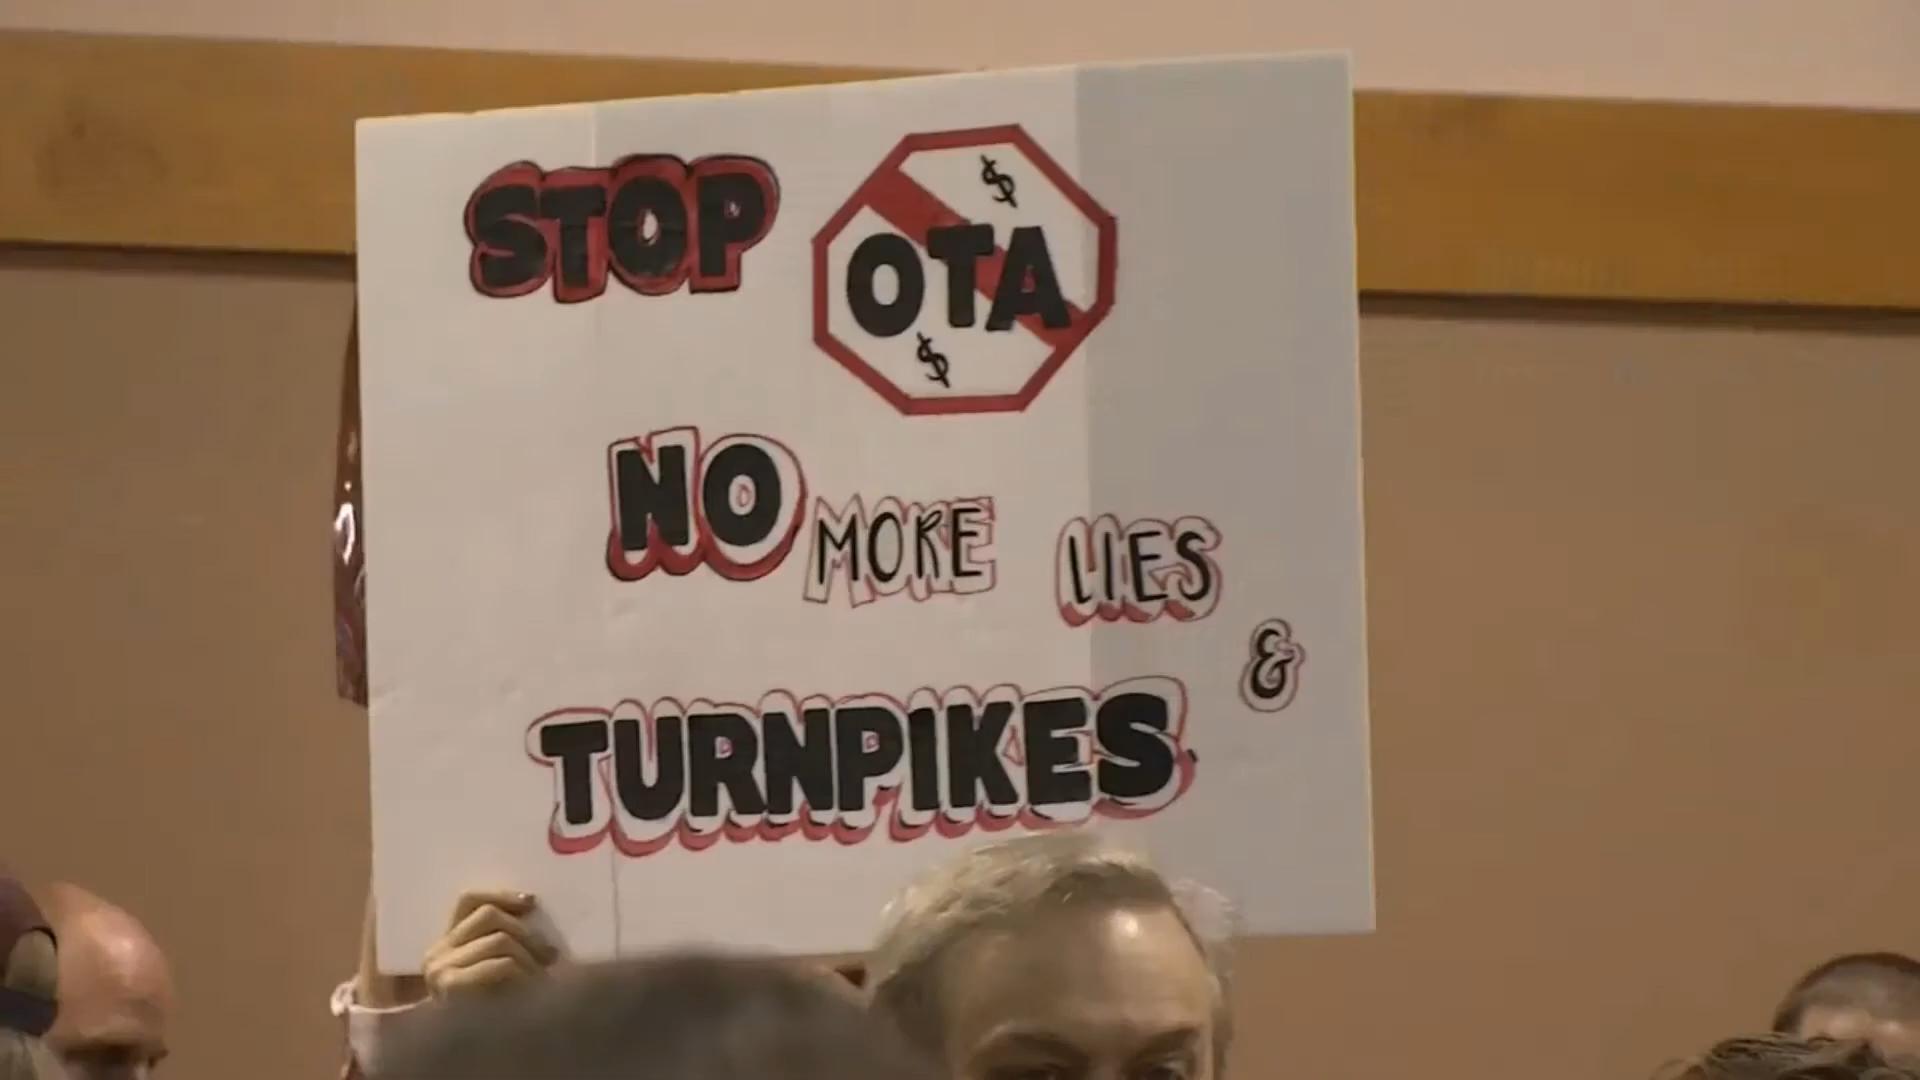 STOP $ OTA $
NO MORE LIES
&
TURNPIKES.